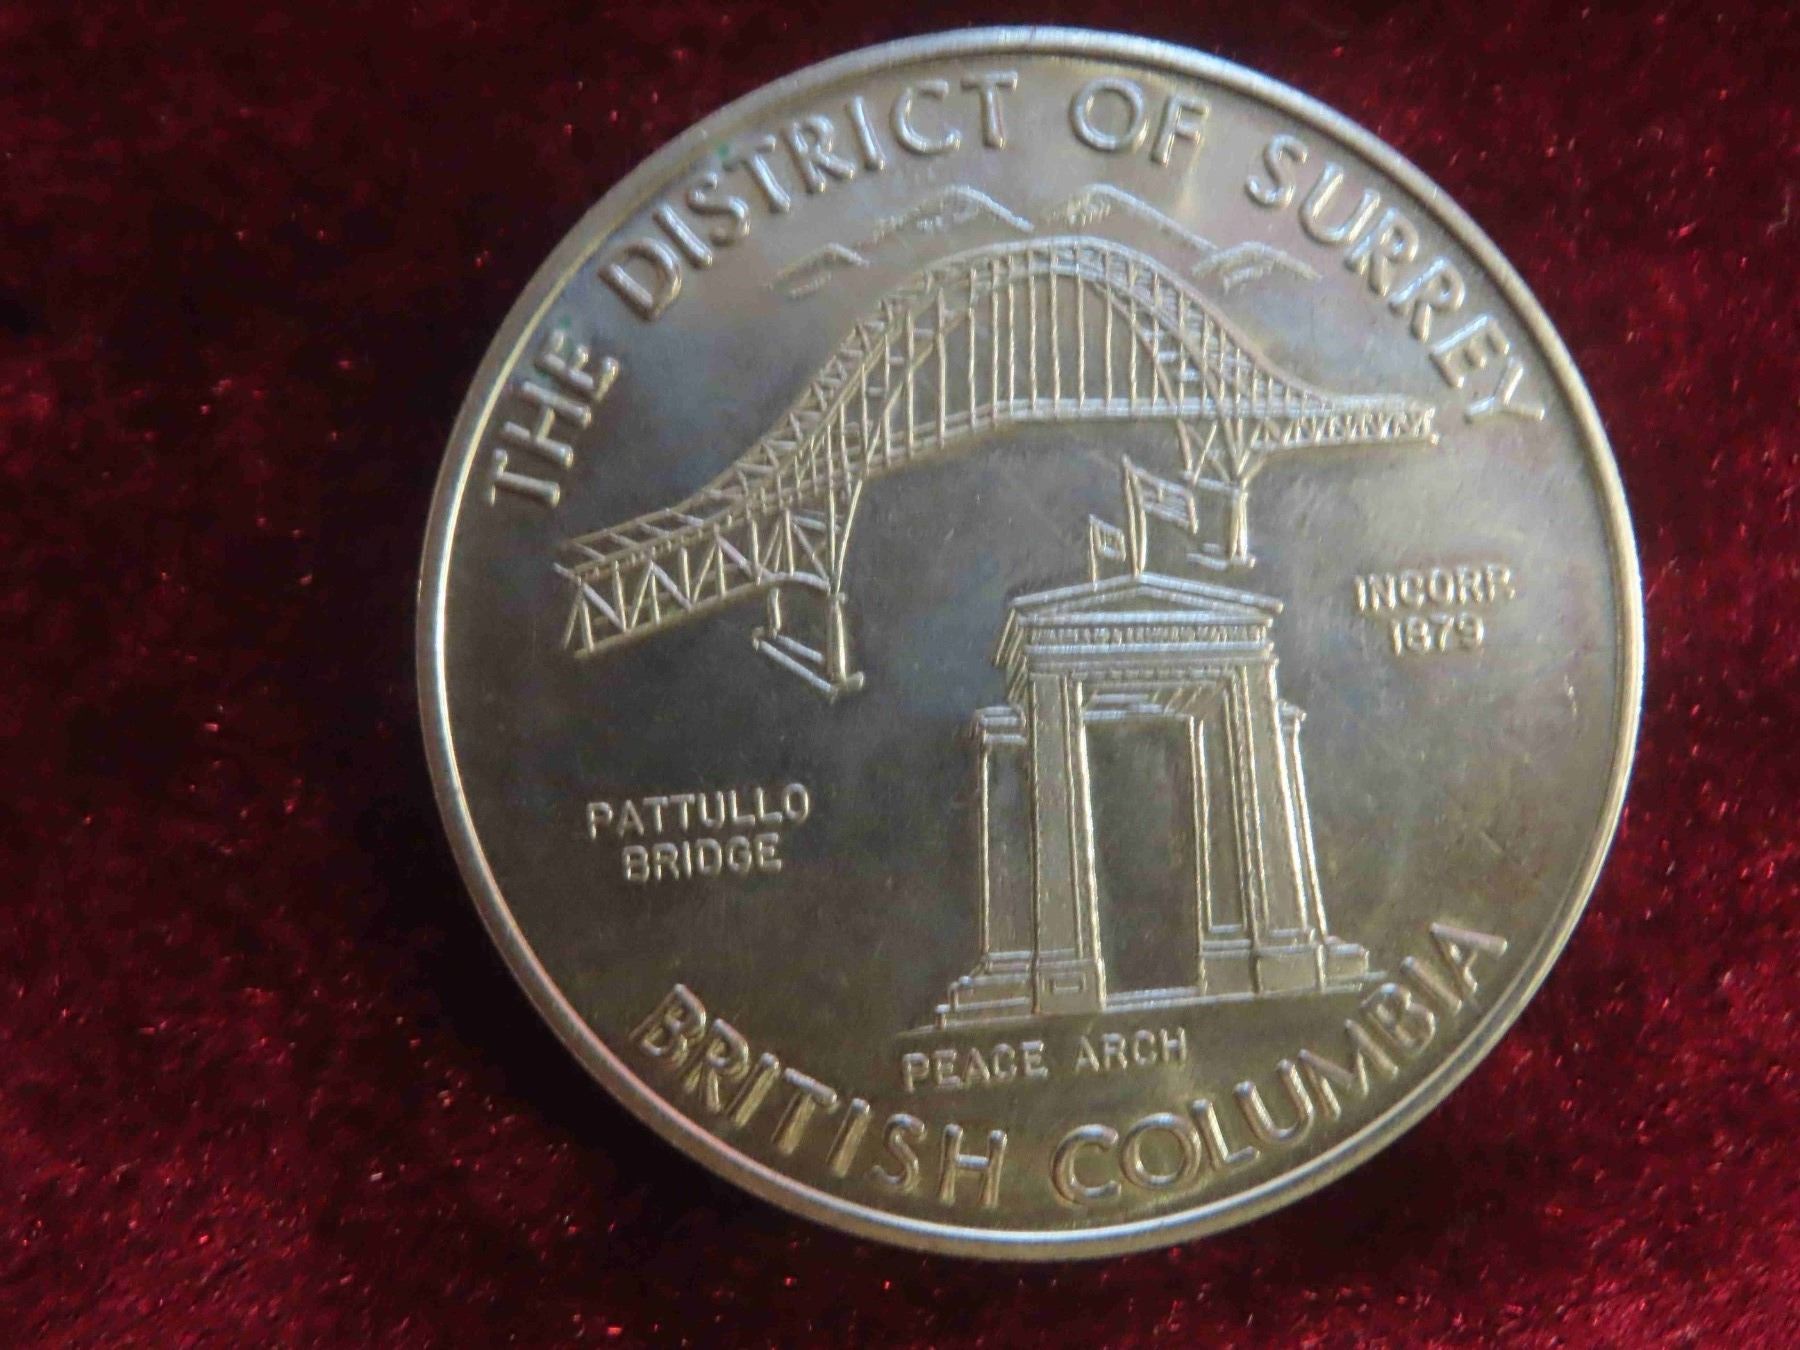 THE DISTRICT OF SURREY
INCORP.
1879
PATTULLO
BRIDGE
PEACE ARCH
BRITISH COLUMBIA